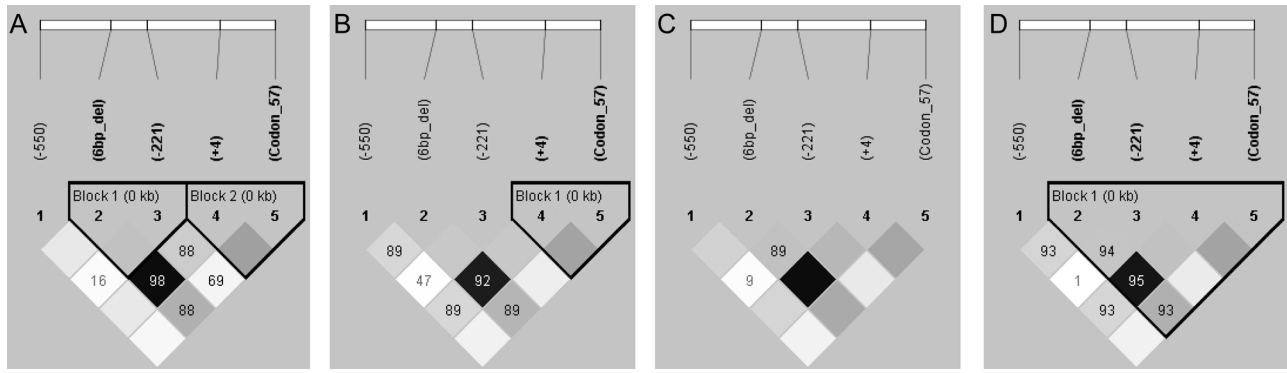 A
(-550)
(6bp_del)
(-221)
(+4)
(Codon_57)
Block 1 (0 kb)
Block 2 (0 kb)
1 2 3 4 5
88
16 98 69
88
B
(-550)
(6bp_del)
(-221)
(+4)
(Codon_57)
Block 1 (0 kb)
1 2 3 4 5
89
47 92
89 89
C
(-550)
(6bp_del)
(-221)
(+4)
(Codon_57)
1 2 3 4 5
89
9
D
(-550)
(6bp_del)
(-221)
(+4)
(Codon_57)
Block 1 (0 kb)
1 2 3 4 5
93 94
1 95
93 93